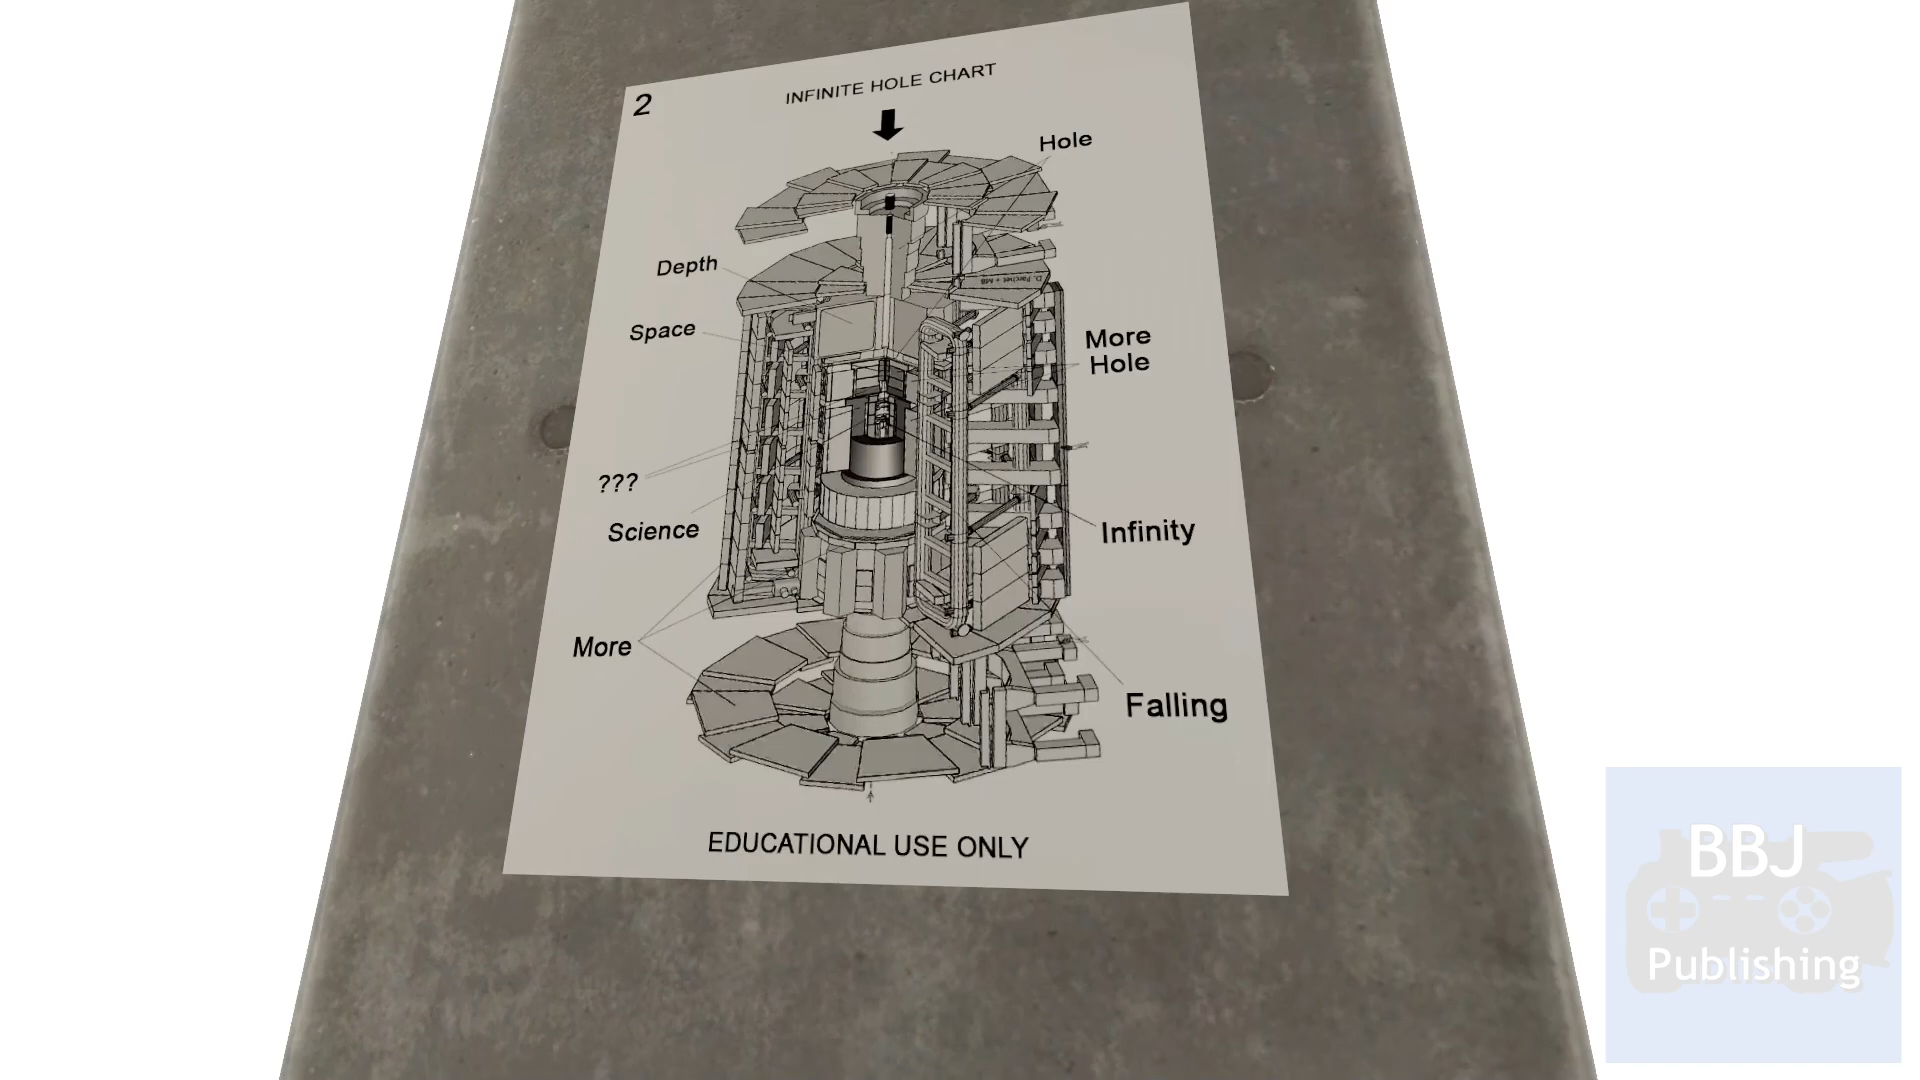 2
INFINITE HOLE CHART
Hole
Depth
Space
More
Hole
???
Science
Infinity
More
Falling
EDUCATIONAL USE ONLY
BBJ
Publishing